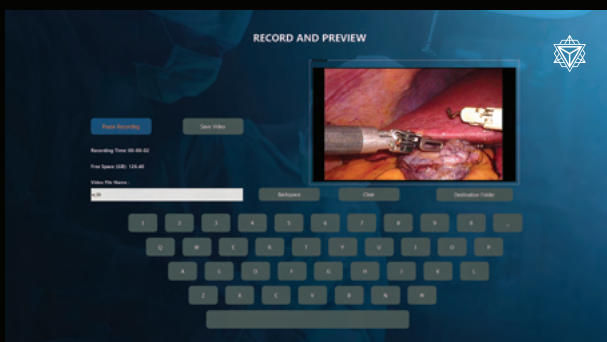 RECORD AND PREVIEW
Pause Recording
Save Video
Recording Time: 00:00:02
Free Space (GB): 126.40
Video File Name :
Backspace
Clear
Destination Folder
1 2 3 4 5 6 7 8 9 0 _
Q W E R T Y U I O P
A S D F G H J K L
Z X C V B N M